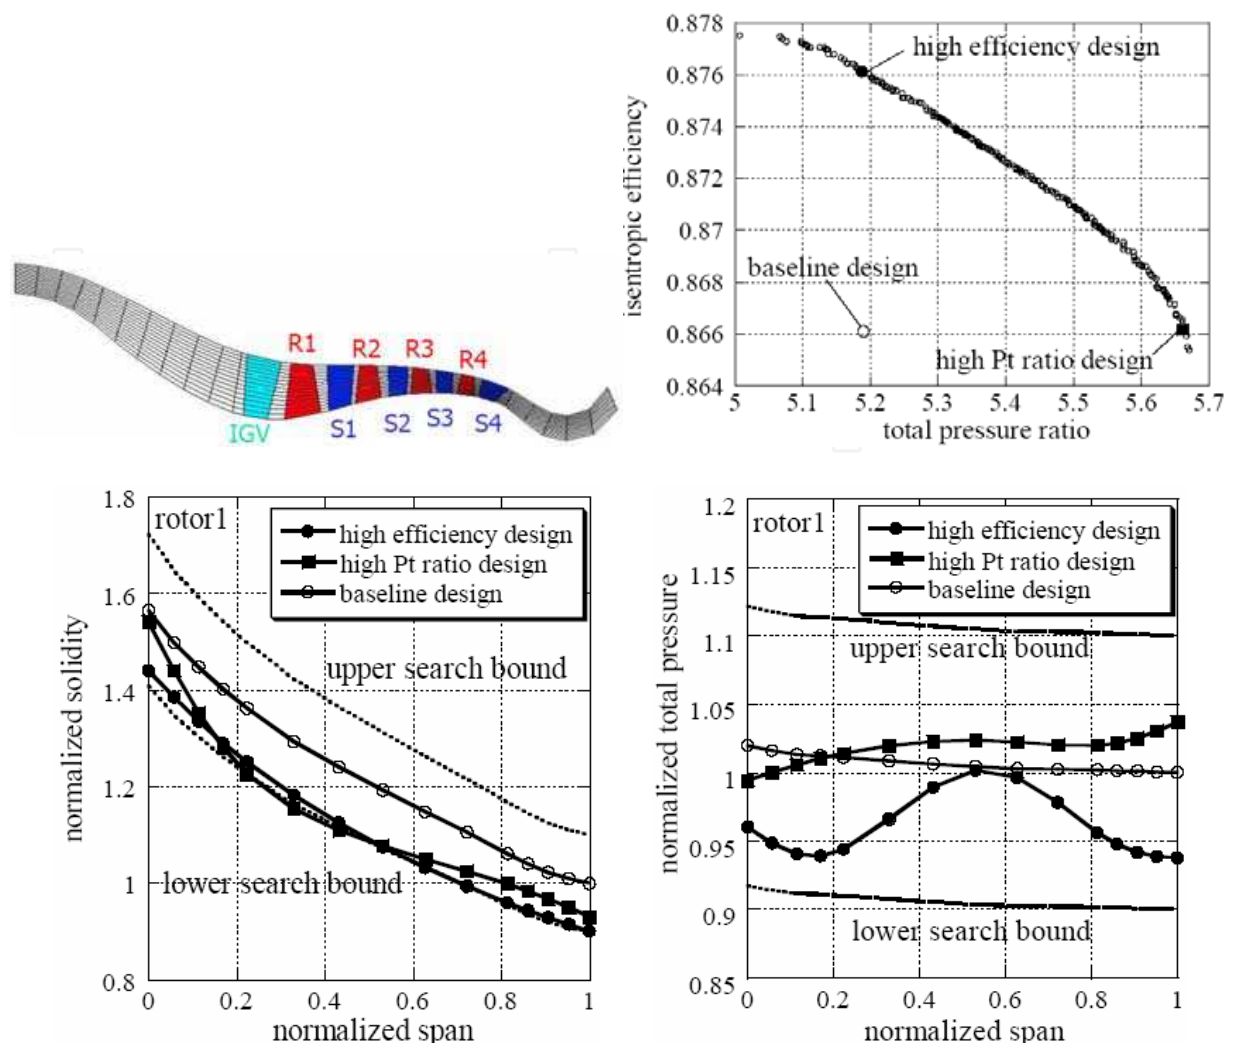 R1
R2
R3
R4
IGV
S1
S2
S3
S4
0.878
0.876
0.874
0.872
0.87
0.868
0.866
0.864
isentropic efficiency
high efficiency design
baseline design
high Pt ratio design
5 5.1 5.2 5.3 5.4 5.5 5.6 5.7
total pressure ratio
1.8
1.6
1.4
1.2
1
0.8
normalized solidity
rotor1
high efficiency design
high Pt ratio design
baseline design
upper search bound
lower search bound
0 0.2 0.4 0.6 0.8 1
normalized span
1.2
1.15
1.1
1.05
1
0.95
0.9
0.85
normalized total pressure
rotor1
high efficiency design
high Pt ratio design
baseline design
upper search bound
lower search bound
0 0.2 0.4 0.6 0.8 1
normalized span